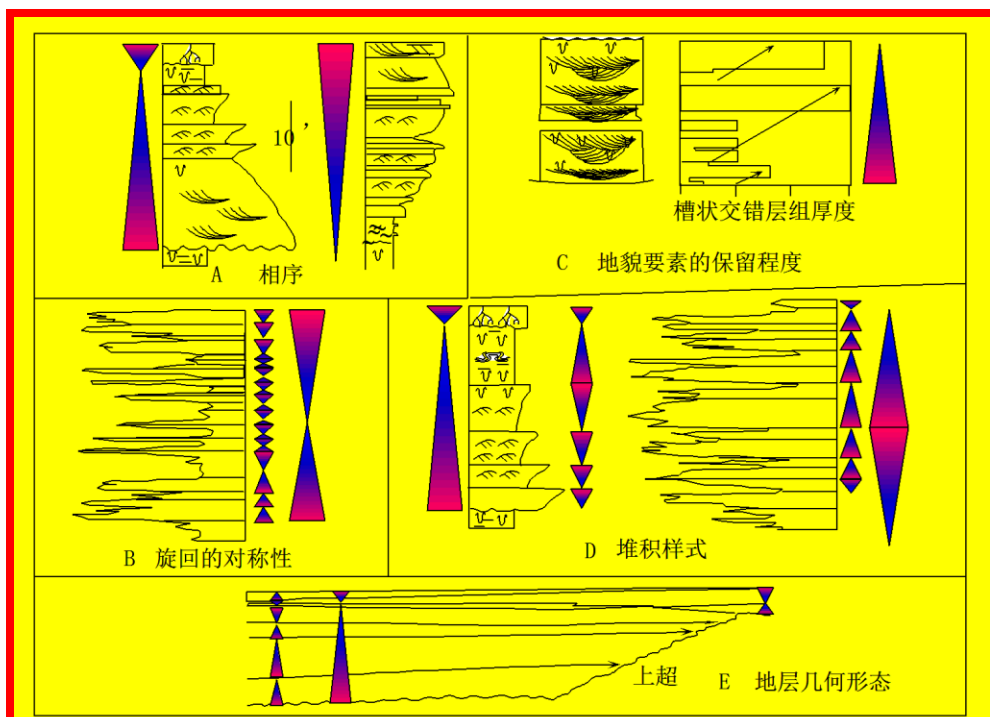 10 '
A 相序
槽状交错层组厚度
C 地貌要素的保留程度
B 旋回的对称性
D 堆积样式
上超
E 地层几何形态